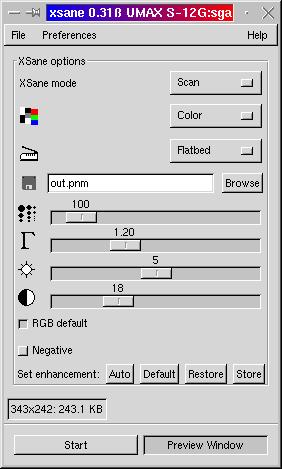 xsane 0.31ß UMAX S-12G:sga
File Preferences Help
XSane options
XSane mode Scan
Color
Flatbed
out.pnm Browse
100
Γ 1.20
5
18
RGB default
Negative
Set enhancement: Auto Default Restore Store
343x242: 243.1 KB
Start Preview Window